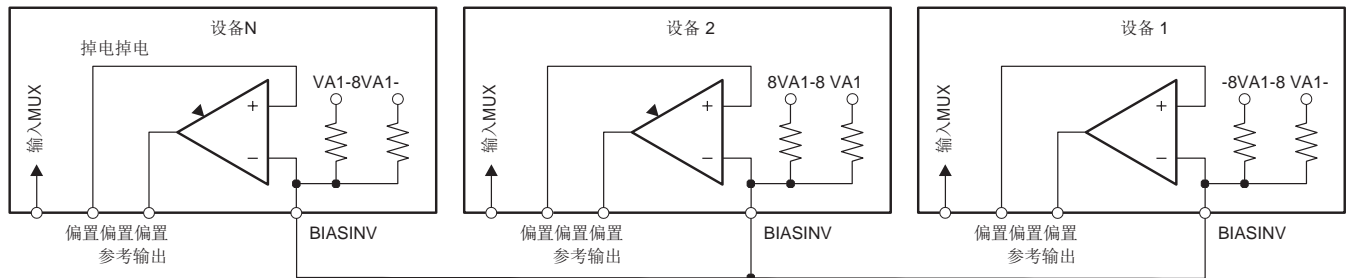 设备N
掉电掉电
VA1-8VA1-
输入MUX
+
−
偏置偏置偏置
参考输出
BIASINV
设备 2
8VA1-8 VA1
输入MUX
+
−
偏置偏置偏置
参考输出
BIASINV
设备 1
-8VA1-8 VA1-
输入MUX
+
−
偏置偏置偏置
参考输出
BIASINV